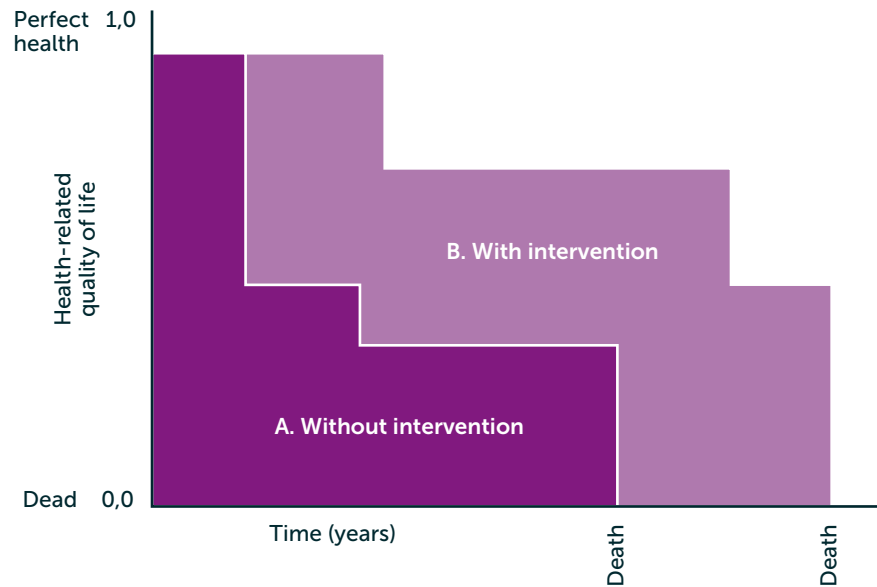 Perfect 1,0
health
Health-related
quality of life
B. With intervention
A. Without intervention
Dead 0,0
Time (years)
Death
Death